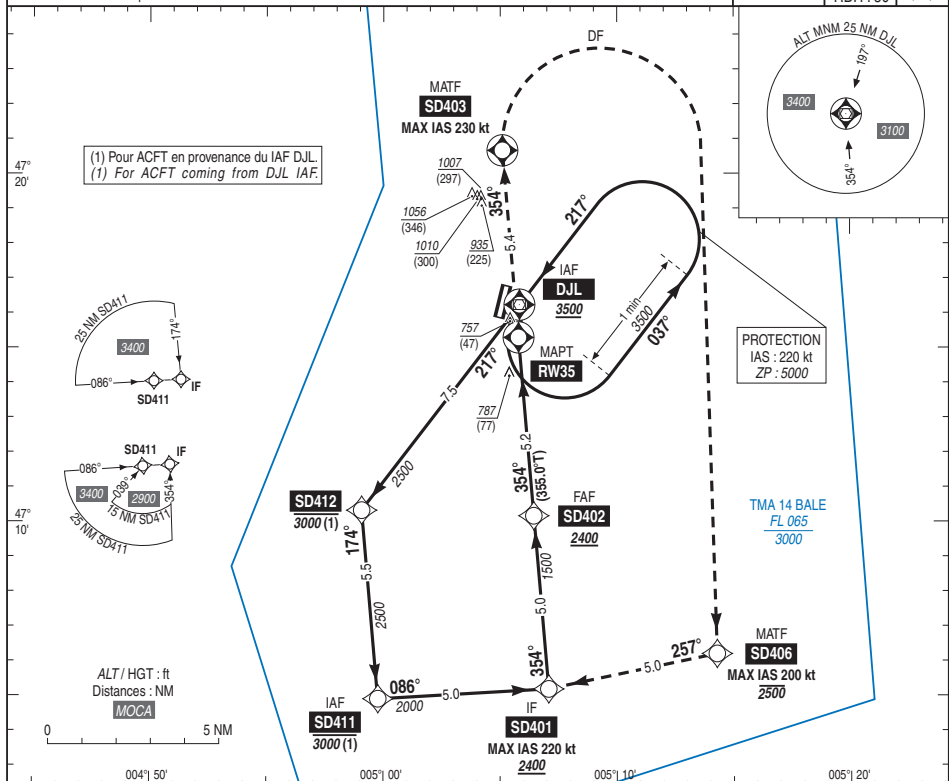 DF
MATF
SD403
MAX IAS 230 kt
ALT MNM 25 NM DJL
197°
3400
3100
354°
(1) Pour ACFT en provenance du IAF DJL.
(1) For ACFT coming from DJL IAF.
47°
20'
1007
(297)
1056
(346)
1010
(300)
935
(225)
354°
5.4
217°
IAF
DJL
3500
1 min
3500
037°
757
(47)
MAPT
RW35
217°
787
(77)
PROTECTION
IAS : 220 kt
ZP : 5000
25 NM SD411
3400
174°
086°
IF
SD411
SD411
IF
086°
039°
3400
2900
354°
15 NM SD411
25 NM SD411
7.5
2500
5.2
354°
(355.0°T)
SD412
3000 (1)
174°
FAF
SD402
2400
47°
10'
TMA 14 BALE
FL 065
3000
5.5
2500
1500
5.0
354°
257°
5.0
MATF
SD406
MAX IAS 200 kt
2500
086°
5.0
2000
IAF
SD411
3000 (1)
IF
SD401
MAX IAS 220 kt
2400
ALT / HGT : ft
Distances : NM
MOCA
0
5 NM
004° 50'
005° 00'
005° 10'
005° 20'